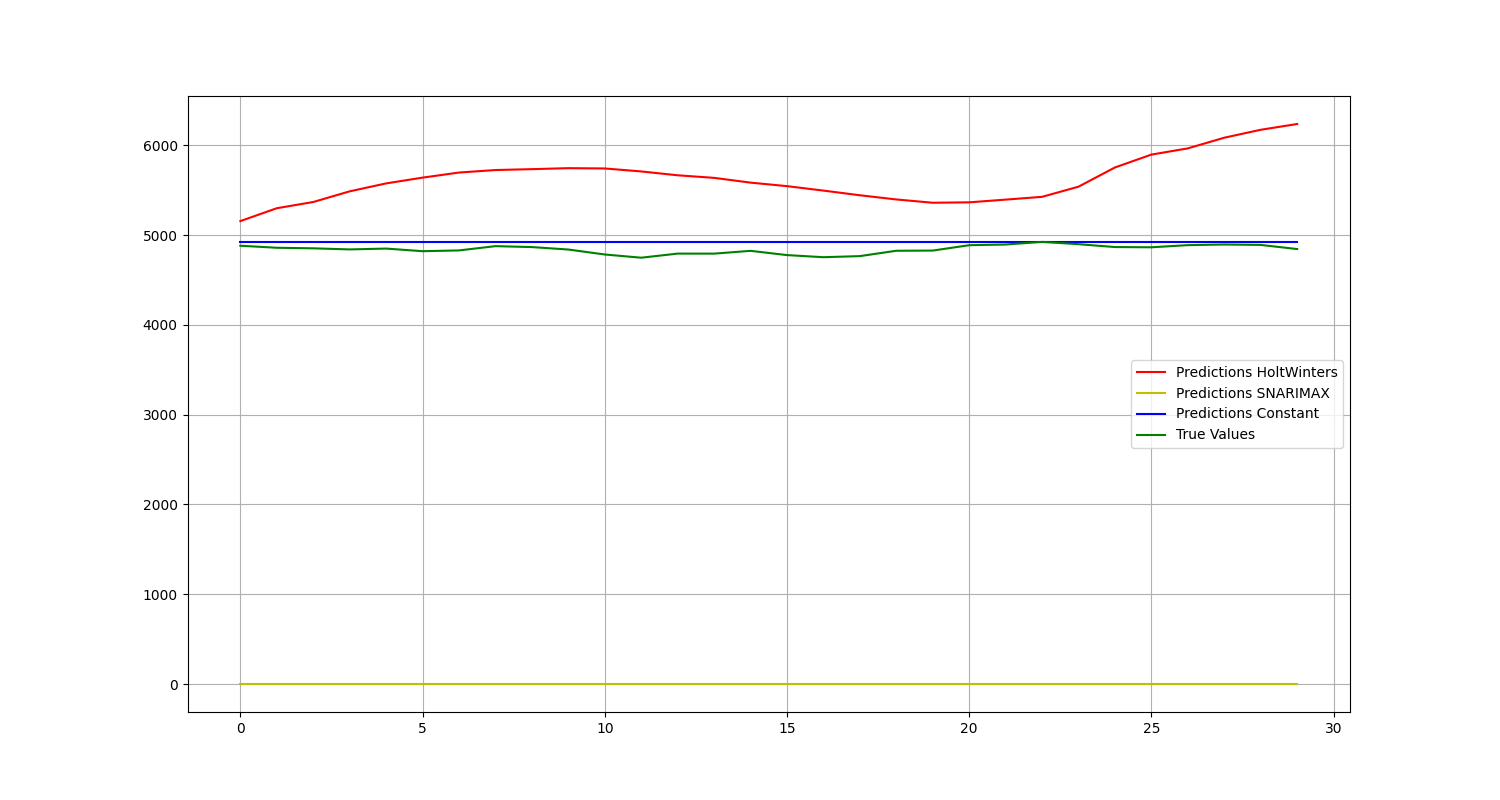 6000
5000
4000
3000
2000
1000
0
Predictions HoltWinters
Predictions SNARIMAX
Predictions Constant
True Values
0 5 10 15 20 25 30